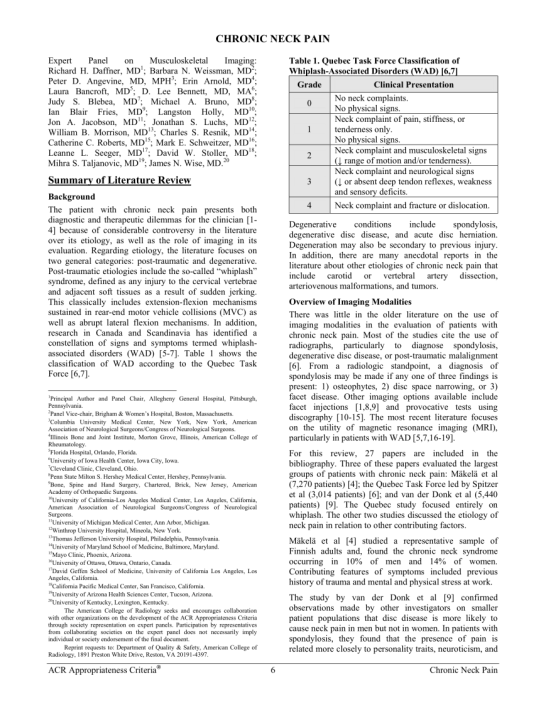 CHRONIC NECK PAIN
Expert Panel on Musculoskeletal Imaging:
Richard H. Daffner, MD1; Barbara N. Weissman, MD2;
Peter D. Angevine, MD, MPH3; Erin Arnold, MD4;
Laura Bancroft, MD5; D. Lee Bennett, MD, MA6;
Judy S. Blebea, MD7; Michael A. Bruno, MD8;
Ian Blair Fries, MD9; Langston Holly, MD10;
Jon A. Jacobson, MD11; Jonathan S. Luchs, MD12;
William B. Morrison, MD13; Charles S. Resnik, MD14;
Catherine C. Roberts, MD15; Mark E. Schweitzer, MD16;
Leanne L. Seeger, MD17; David W. Stoller, MD18;
Mihra S. Taljanovic, MD19; James N. Wise, MD.20
Summary of Literature Review
Background
The patient with chronic neck pain presents both
diagnostic and therapeutic dilemmas for the clinician [1-
4] because of considerable controversy in the literature
over its etiology, as well as the role of imaging in its
evaluation. Regarding etiology, the literature focuses on
two general categories: post-traumatic and degenerative.
Post-traumatic etiologies include the so-called “whiplash”
syndrome, defined as any injury to the cervical vertebrae
and adjacent soft tissues as a result of sudden jerking.
This classically includes extension-flexion mechanisms
sustained in rear-end motor vehicle collisions (MVC) as
well as abrupt lateral flexion mechanisms. In addition,
research in Canada and Scandinavia has identified a
constellation of signs and symptoms termed whiplash-
associated disorders (WAD) [5-7]. Table 1 shows the
classification of WAD according to the Quebec Task
Force [6,7].
1Principal Author and Panel Chair, Allegheny General Hospital, Pittsburgh,
Pennsylvania.
2Panel Vice-chair, Brigham & Women’s Hospital, Boston, Massachusetts.
3Columbia University Medical Center, New York, New York, American
Association of Neurological Surgeons/Congress of Neurological Surgeons.
4Illinois Bone and Joint Institute, Morton Grove, Illinois, American College of
Rheumatology.
5Florida Hospital, Orlando, Florida.
6University of Iowa Health Center, Iowa City, Iowa.
7Cleveland Clinic, Cleveland, Ohio.
8Penn State Milton S. Hershey Medical Center, Hershey, Pennsylvania.
9Bone, Spine and Hand Surgery, Chartered, Brick, New Jersey, American
Academy of Orthopaedic Surgeons.
10University of California-Los Angeles Medical Center, Los Angeles, California,
American Association of Neurological Surgeons/Congress of Neurological
Surgeons.
11University of Michigan Medical Center, Ann Arbor, Michigan.
12Winthrop University Hospital, Mineola, New York.
13Thomas Jefferson University Hospital, Philadelphia, Pennsylvania.
14University of Maryland School of Medicine, Baltimore, Maryland.
15Mayo Clinic, Phoenix, Arizona.
16University of Ottawa, Ottawa, Ontario, Canada.
17David Geffen School of Medicine, University of California Los Angeles, Los
Angeles, California.
18California Pacific Medical Center, San Francisco, California.
19University of Arizona Health Sciences Center, Tucson, Arizona.
20University of Kentucky, Lexington, Kentucky.
The American College of Radiology seeks and encourages collaboration
with other organizations on the development of the ACR Appropriateness Criteria
through society representation on expert panels. Participation by representatives
from collaborating societies on the expert panel does not necessarily imply
individual or society endorsement of the final document.
Reprint requests to: Department of Quality & Safety, American College of
Radiology, 1891 Preston White Drive, Reston, VA 20191-4397.
Table 1. Quebec Task Force Classification of
Whiplash-Associated Disorders (WAD) [6,7]
Grade Clinical Presentation
0 No neck complaints.
No physical signs.
1 Neck complaint of pain, stiffness, or
tenderness only.
No physical signs.
2 Neck complaint and musculoskeletal signs
(↓ range of motion and/or tenderness).
3 Neck complaint and neurological signs
(↓ or absent deep tendon reflexes, weakness
and sensory deficits.
4 Neck complaint and fracture or dislocation.
Degenerative conditions include spondylosis,
degenerative disc disease, and acute disc herniation.
Degeneration may also be secondary to previous injury.
In addition, there are many anecdotal reports in the
literature about other etiologies of chronic neck pain that
include carotid or vertebral artery dissection,
arteriovenous malformations, and tumors.
Overview of Imaging Modalities
There was little in the older literature on the use of
imaging modalities in the evaluation of patients with
chronic neck pain. Most of the studies cite the use of
radiographs, particularly to diagnose spondylosis,
degenerative disc disease, or post-traumatic malalignment
[6]. From a radiologic standpoint, a diagnosis of
spondylosis may be made if any one of three findings is
present: 1) osteophytes, 2) disc space narrowing, or 3)
facet disease. Other imaging options available include
facet injections [1,8,9] and provocative tests using
discography [10-15]. The most recent literature focuses
on the utility of magnetic resonance imaging (MRI),
particularly in patients with WAD [5,7,16-19].
For this review, 27 papers are included in the
bibliography. Three of these papers evaluated the largest
groups of patients with chronic neck pain: Mäkelä et al
(7,270 patients) [4]; the Quebec Task Force led by Spitzer
et al (3,014 patients) [6]; and van der Donk et al (5,440
patients) [9]. The Quebec study focused entirely on
whiplash. The other two studies discussed the etiology of
neck pain in relation to other contributing factors.
Mäkelä et al [4] studied a representative sample of
Finnish adults and, found the chronic neck syndrome
occurring in 10% of men and 14% of women.
Contributing features of symptoms included previous
history of trauma and mental and physical stress at work.
The study by van der Donk et al [9] confirmed
observations made by other investigators on smaller
patient populations that disc disease is more likely to
cause neck pain in men but not in women. In patients with
spondylosis, they found that the presence of pain is
related more closely to personality traits, neuroticism, and
ACR Appropriateness Criteria® 6 Chronic Neck Pain